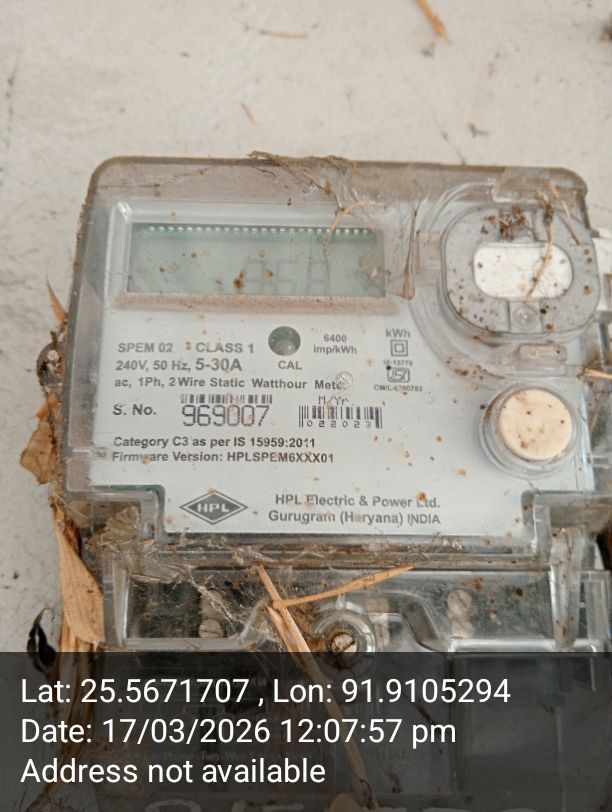 SPEM 02 CLASS 1
240V, 50 Hz, 5-30A
ac, 1Ph, 2 Wire Static Watthour Meter
CAL
6400
imp/kWh
kWh
IS:13779
S. No. 969007
M/Yr.
022023
Category C3 as per IS 15959:2011
Firmware Version: HPLSPEM6XXX01
HPL
HPL Electric & Power Ltd.
Gurugram (Haryana) INDIA
Lat: 25.5671707 , Lon: 91.9105294
Date: 17/03/2026 12:07:57 pm
Address not available